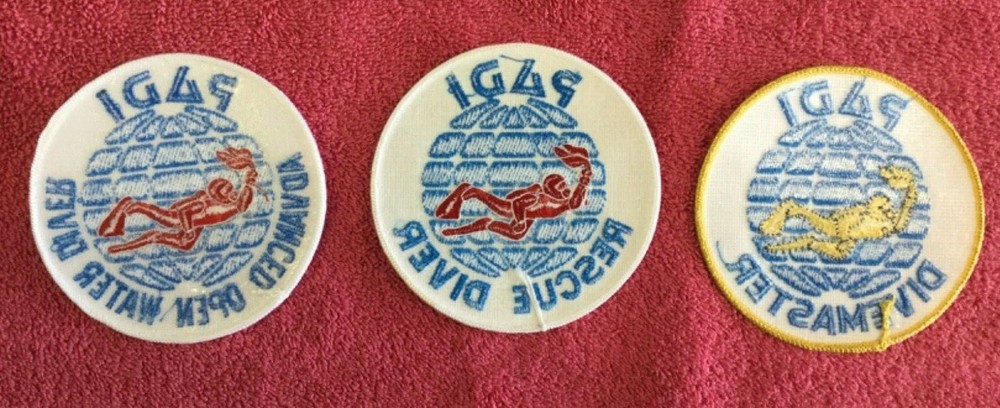 PADI
ADVANCED OPEN WATER DIVER
PADI
RESCUE DIVER
PADI
DIVEMASTER